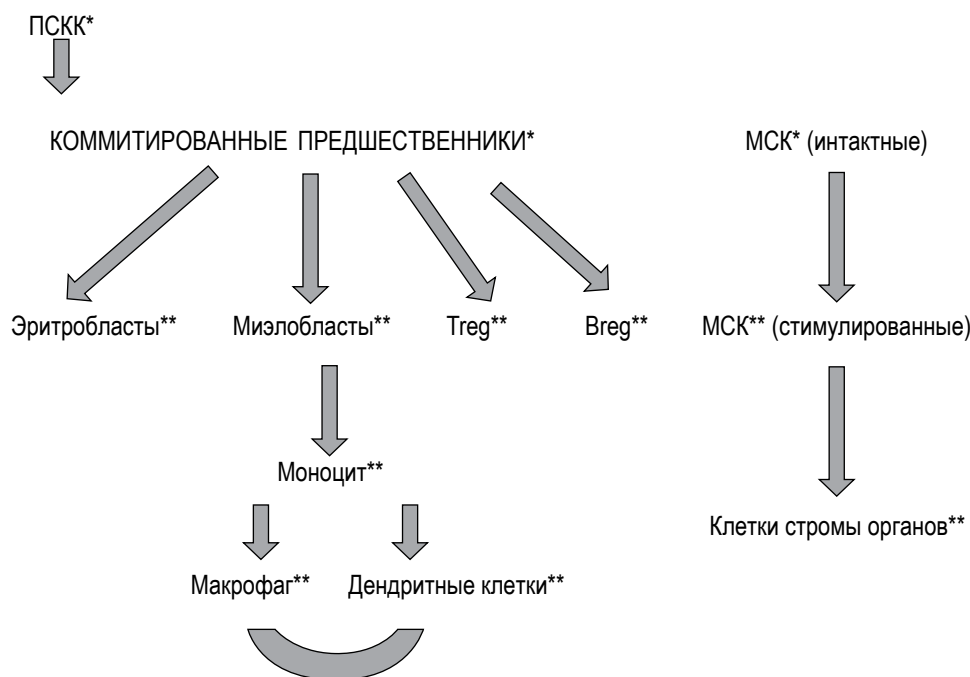 ПСКК*
КОММИТИРОВАННЫЕ ПРЕДШЕСТВЕННИКИ*
МСК* (интактные)
Эритробласты**
Миэлобласты**
Treg**
Breg**
МСК** (стимулированные)
Моноцит**
Клетки стромы органов**
Макрофаг**
Дендритные клетки**